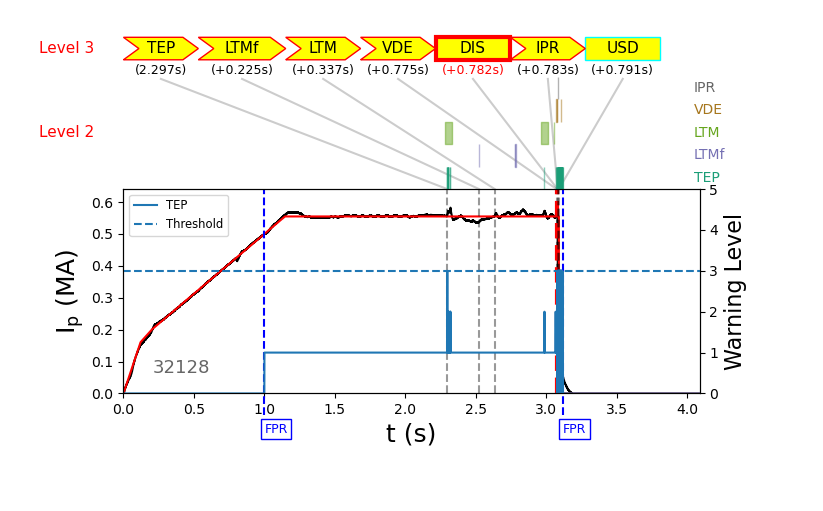 Level 3
TEP LTMf LTM VDE DIS IPR USD
(2.297s) (+0.225s) (+0.337s) (+0.775s) (+0.782s) (+0.783s) (+0.791s)
IPR
VDE
Level 2
LTM
LTMf
TEP
TEP
Threshold
0.6
0.5
0.4
0.3
0.2
0.1
0.0
Ip (MA)
5
4
3
2
1
0
Warning Level
32128
0.0 0.5 1.0 1.5 2.0 2.5 3.0 3.5 4.0
FPR FPR
t (s)